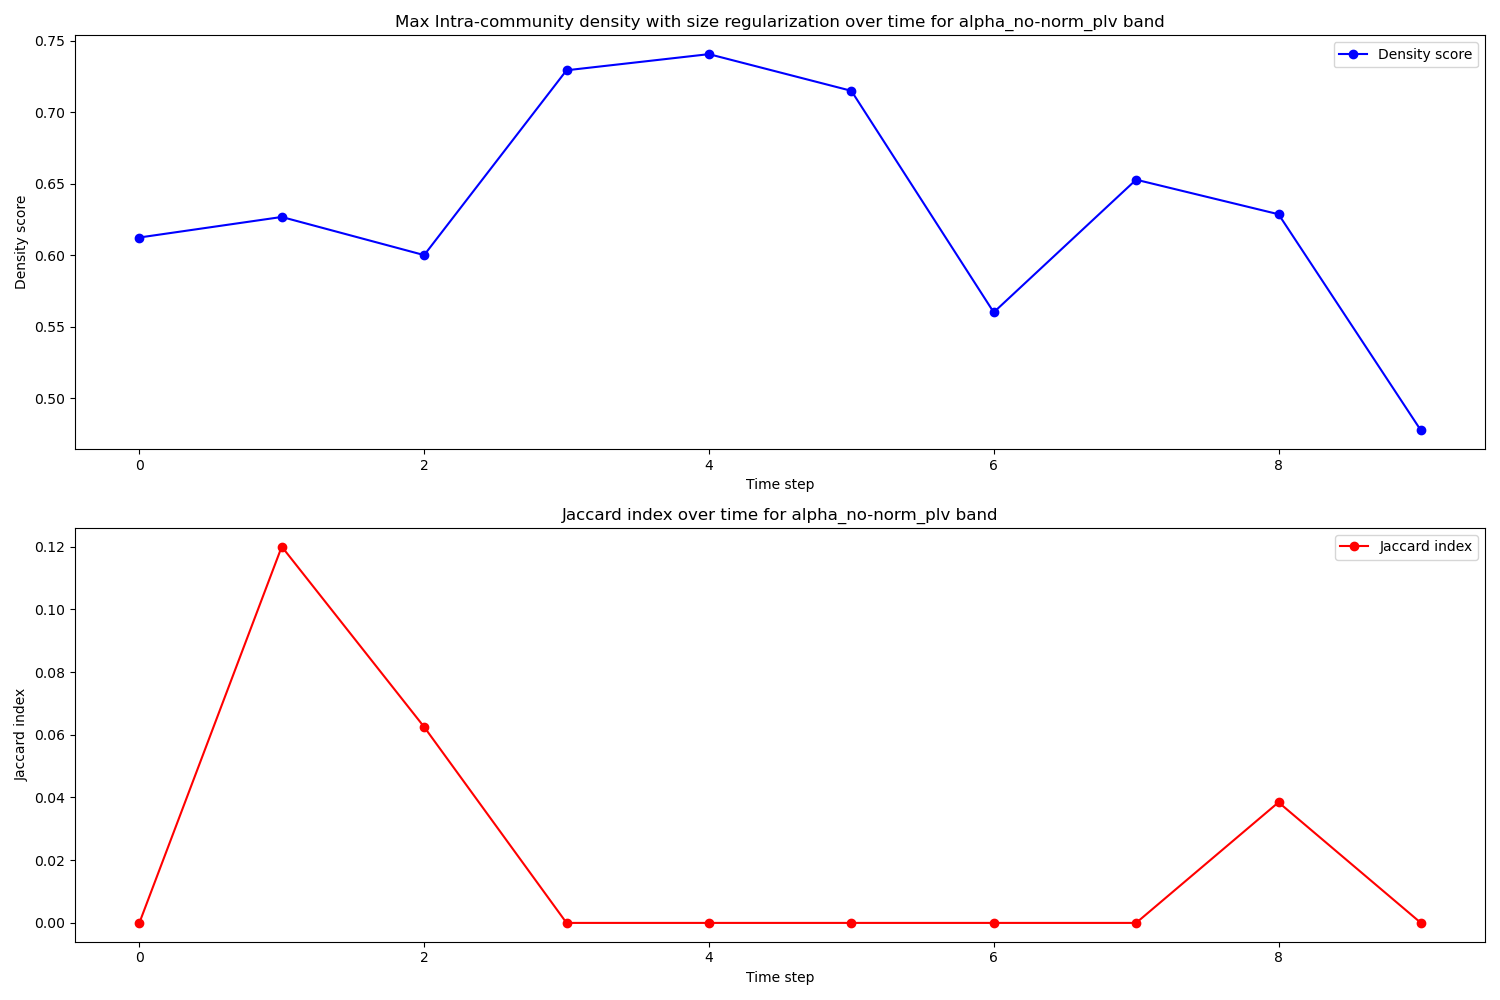 Max Intra-community density with size regularization over time for alpha_no-norm_plv band
Density score
0.75
0.70
0.65
0.60
0.55
0.50
Density score
0 2 4 6 8
Time step
Jaccard index over time for alpha_no-norm_plv band
Jaccard index
0.12
0.10
0.08
0.06
0.04
0.02
0.00
Jaccard index
0 2 4 6 8
Time step